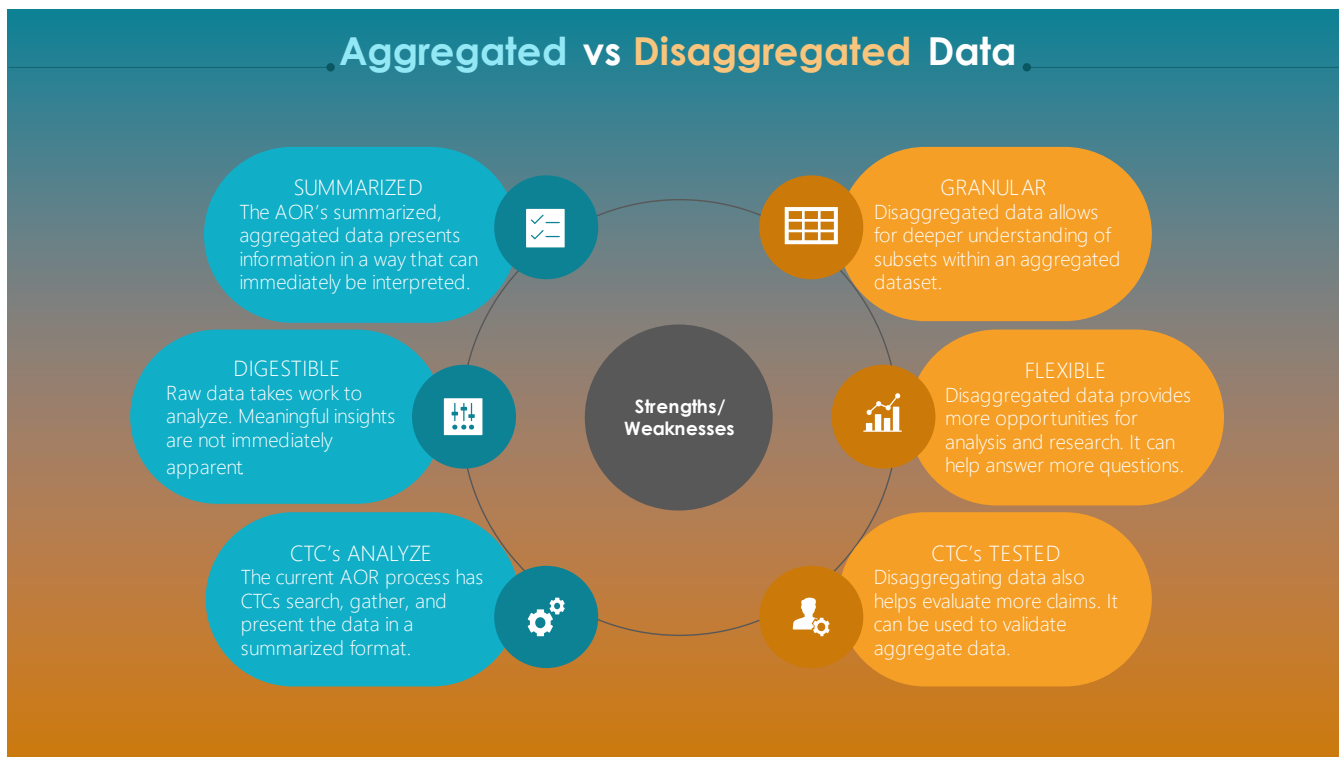 Aggregated vs Disaggregated Data
SUMMARIZED
The AOR’s summarized,
aggregated data presents
information in a way that can
immediately be interpreted.
DIGESTIBLE
Raw data takes work to
analyze. Meaningful insights
are not immediately
apparent
CTC’s ANALYZE
The current AOR process has
CTCs search, gather, and
present the data in a
summarized format.
Strengths/
Weaknesses
GRANULAR
Disaggregated data allows
for deeper understanding of
subsets within an aggregated
dataset.
FLEXIBLE
Disaggregated data provides
more opportunities for
analysis and research. It can
help answer more questions.
CTC’s TESTED
Disaggregating data also
helps evaluate more claims. It
can be used to validate
aggregate data.